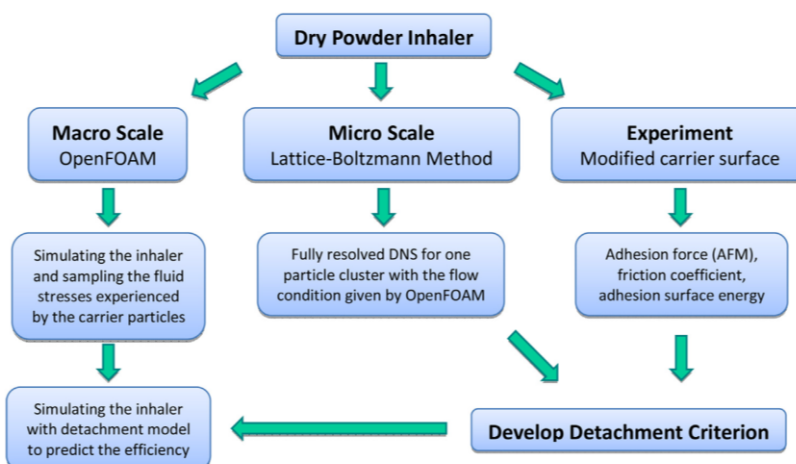 Dry Powder Inhaler
Macro Scale
OpenFOAM
Micro Scale
Lattice-Boltzmann Method
Experiment
Modified carrier surface
Simulating the inhaler
and sampling the fluid
stresses experienced
by the carrier particles
Fully resolved DNS for one
particle cluster with the flow
condition given by OpenFOAM
Adhesion force (AFM),
friction coefficient,
adhesion surface energy
Simulating the inhaler
with detachment model
to predict the efficiency
Develop Detachment Criterion